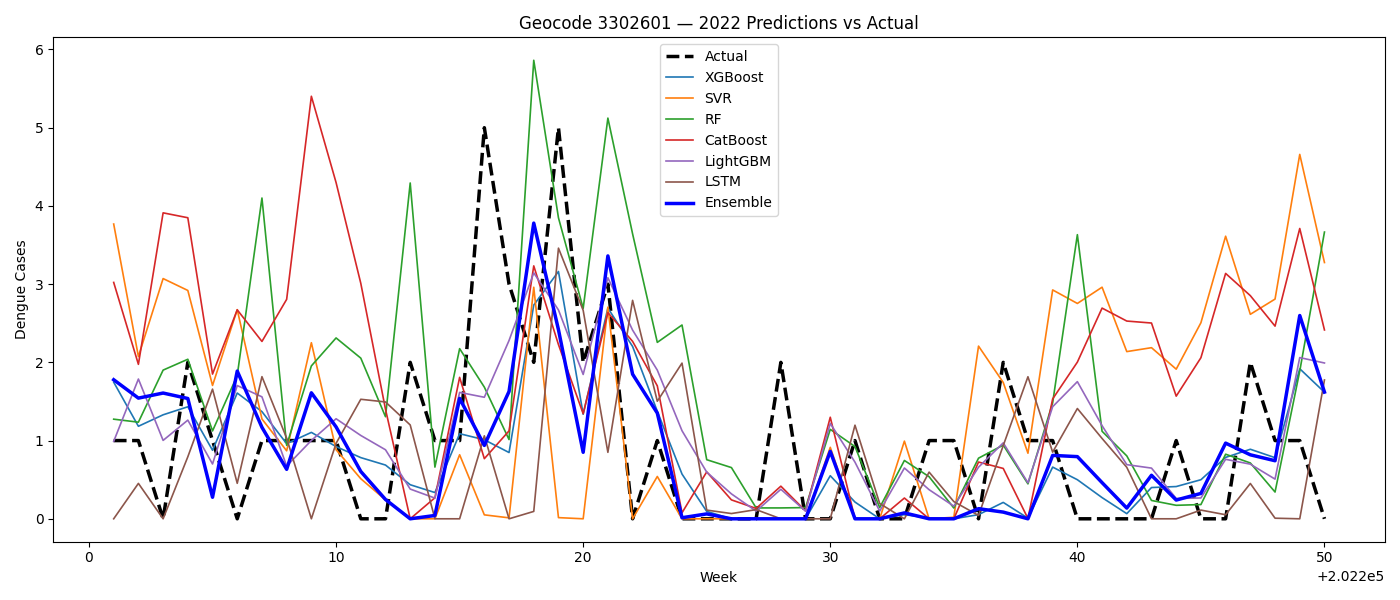 Geocode 3302601 — 2022 Predictions vs Actual
Dengue Cases
6
5
4
3
2
1
0
Actual
XGBoost
SVR
RF
CatBoost
LightGBM
LSTM
Ensemble
0 10 20 30 40 50
+2.022e5
Week